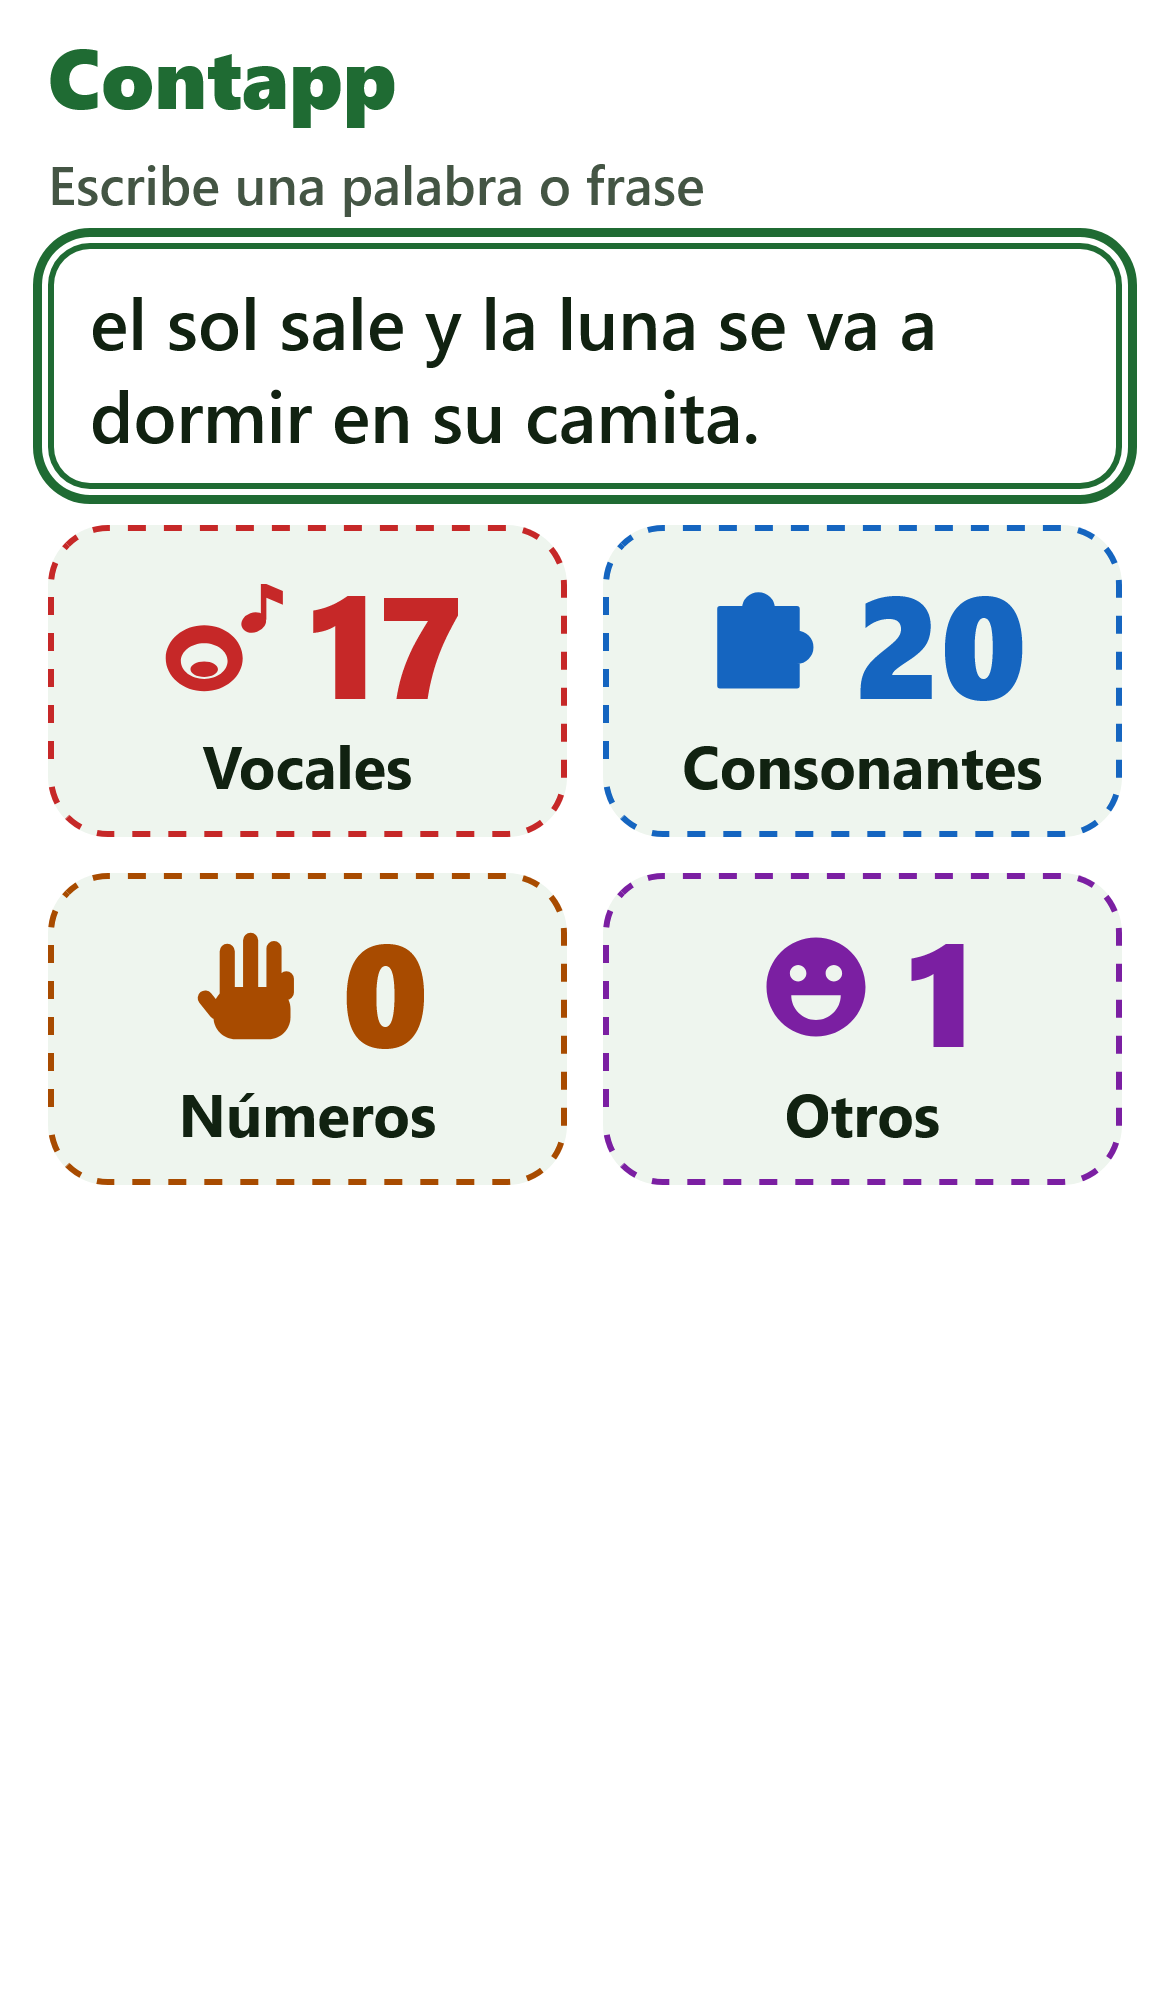 Contapp
Escribe una palabra o frase
el sol sale y la luna se va a
dormir en su camita.
17
Vocales
20
Consonantes
0
Números
1
Otros